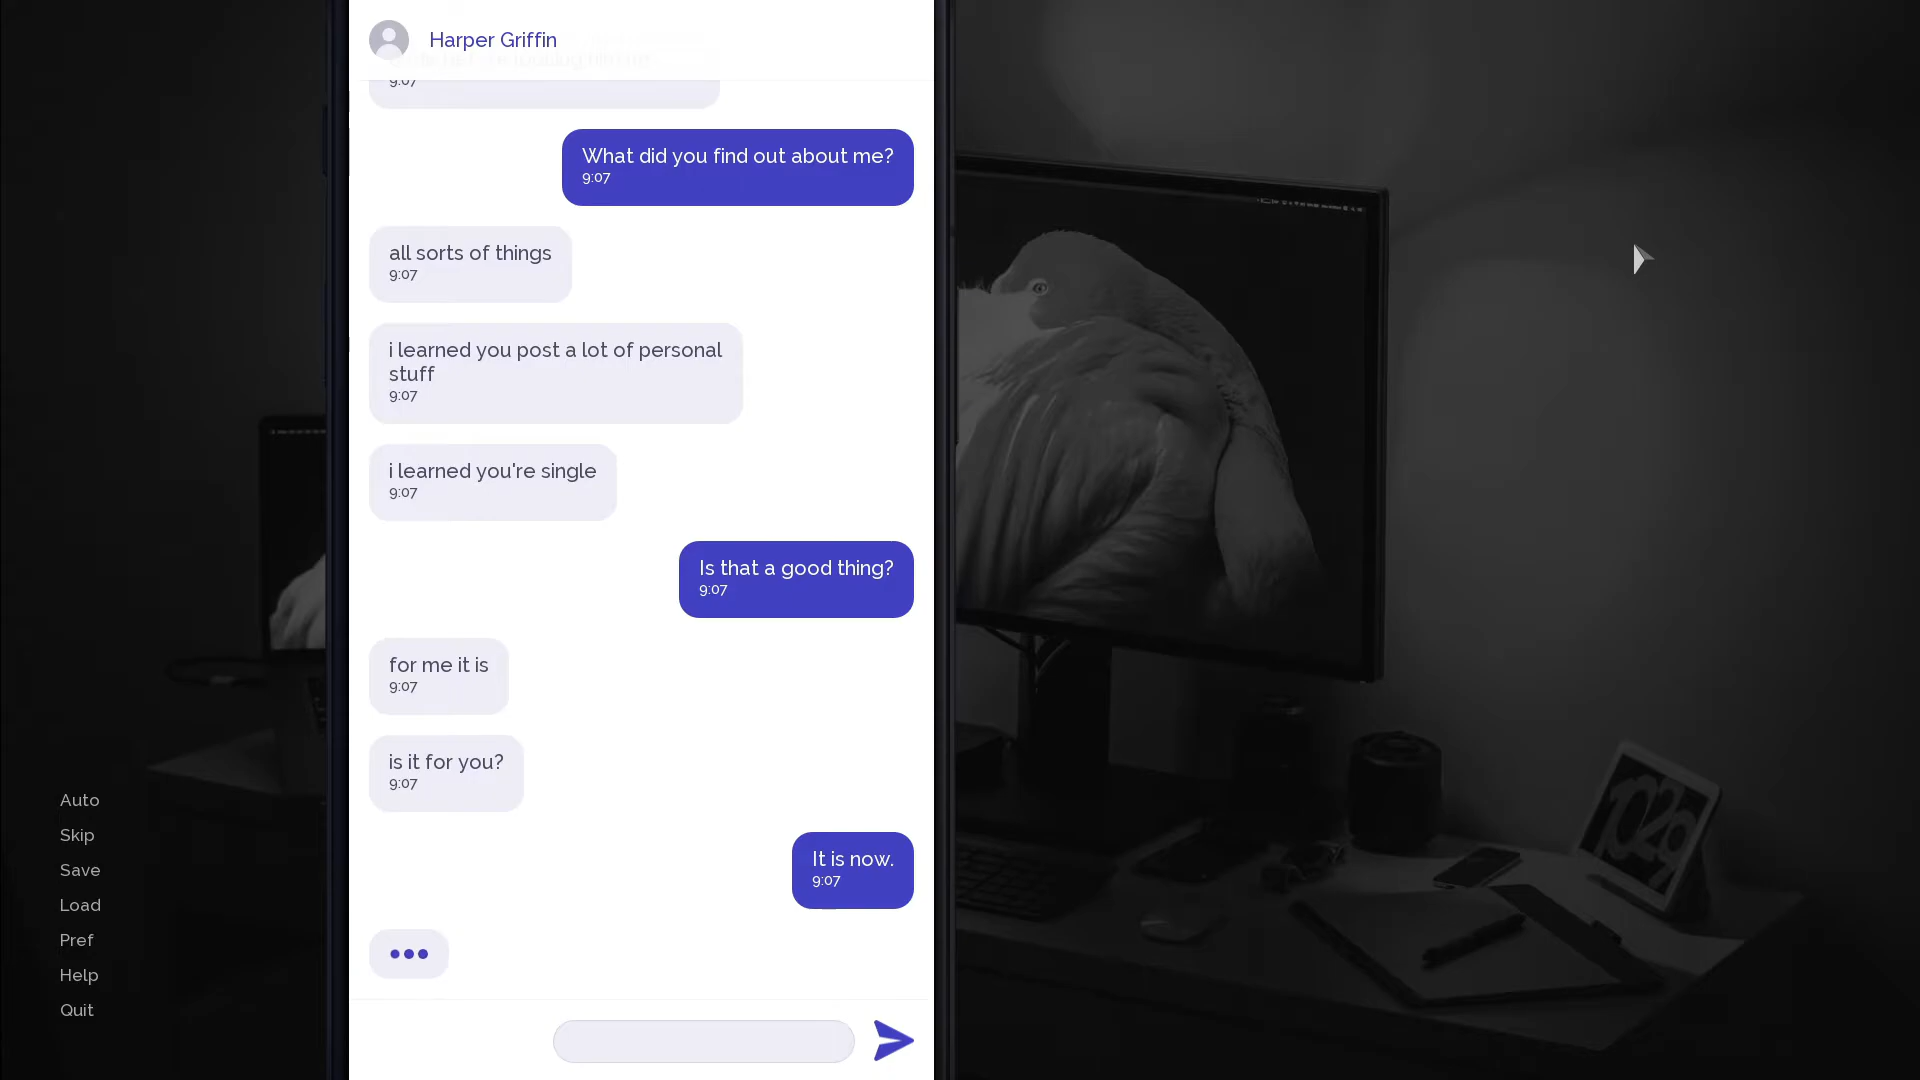 Harper Griffin
9:07
What did you find out about me?
9:07
all sorts of things
9:07
i learned you post a lot of personal
stuff
9:07
i learned you're single
9:07
Is that a good thing?
9:07
for me it is
9:07
is it for you?
9:07
It is now.
9:07
Auto
Skip
Save
Load
Pref
Help
Quit